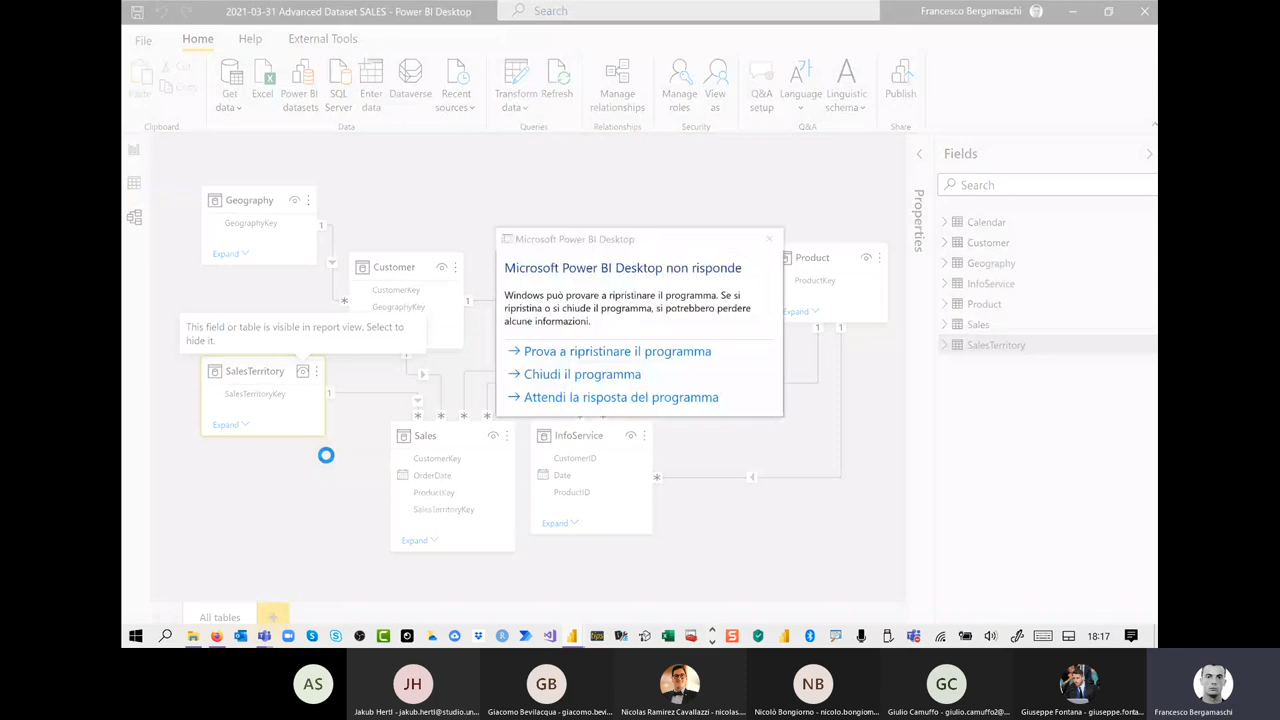 2021-03-31 Advanced Dataset SALES - Power BI Desktop
Search
Francesco Bergamaschi
File
Home
Help
External Tools
Paste
Cut
Copy
Get data
Excel
Power BI datasets
SQL Server
Enter data
Dataverse
Recent sources
Transform data
Refresh
Manage relationships
Manage roles
View as
Q&A setup
Language
Linguistic schema
Publish
Clipboard
Data
Queries
Relationships
Security
Q&A
Share
Geography
GeographyKey
Expand
1
Customer
CustomerKey
GeographyKey
*
1
This field or table is visible in report view. Select to
hide it.
SalesTerritory
SalesTerritoryKey
Expand
1
Microsoft Power BI Desktop
Microsoft Power BI Desktop non risponde
Windows può provare a ripristinare il programma. Se si
ripristina o si chiude il programma, si potrebbero perdere
alcune informazioni.
Prova a ripristinare il programma
Chiudi il programma
Attendi la risposta del programma
Product
ProductKey
Expand
1
1
* * * *
Sales
CustomerKey
OrderDate
ProductKey
SalesTerritoryKey
Expand
InfoService
CustomerID
Date
ProductID
Expand
*
Properties
Fields
Search
Calendar
Customer
Geography
InfoService
Product
Sales
SalesTerritory
All tables
18:17
AS
JH
GB
NB
GC
Jakub Hertl - jakub.hertl@studio.un...
Giacomo Bevilacqua - giacomo.bevi...
Nicolas Ramirez Cavallazzi - nicolas...
Nicolò Bongiorno - nicolo.bongiom...
Giulio Camuffo - giulio.camuffo2@...
Giuseppe Fontana - giuseppe.fonta...
Francesco Bergamaschi